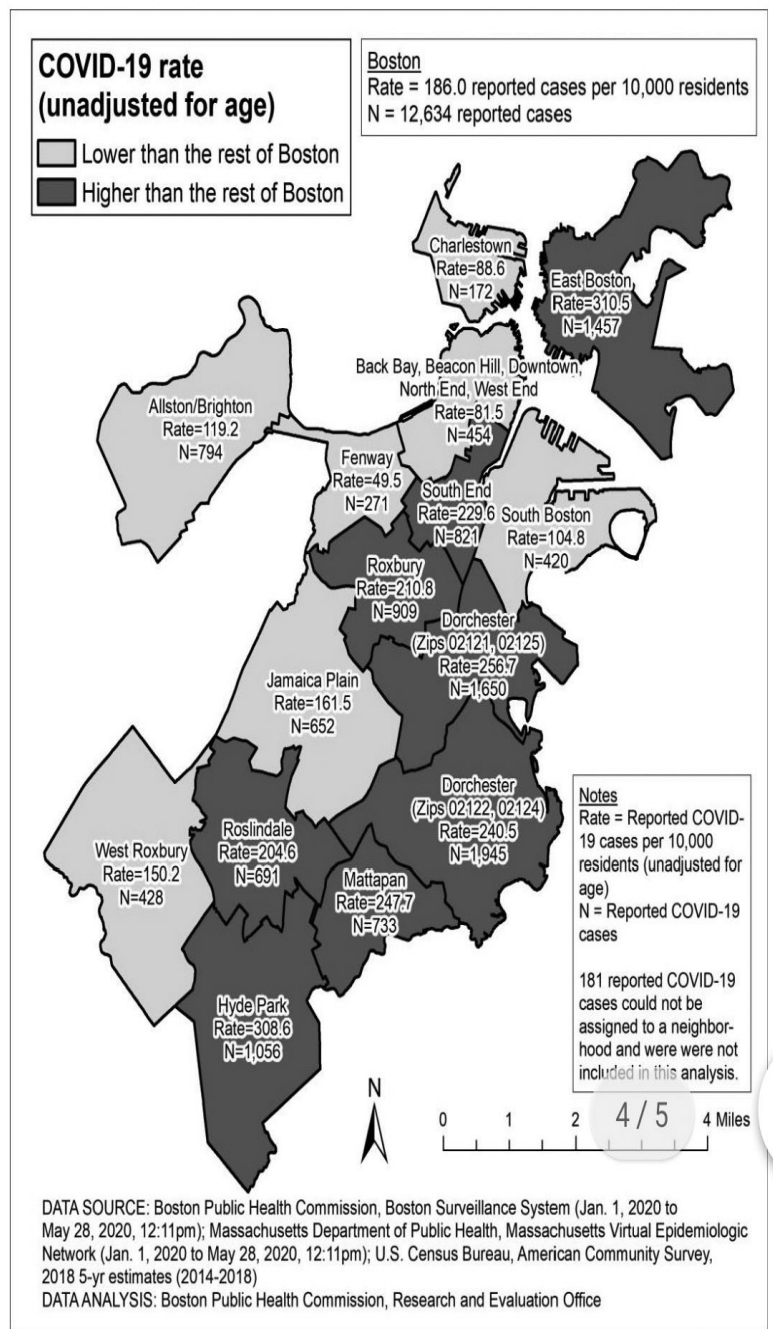 COVID-19 rate
(unadjusted for age)
Lower than the rest of Boston
Higher than the rest of Boston
Boston
Rate = 186.0 reported cases per 10,000 residents
N = 12,634 reported cases
Charlestown
Rate=88.6
N=172
East Boston
Rate=310.5
N=1,457
Back Bay, Beacon Hill, Downtown,
North End, West End
Rate=81.5
N=454
Allston/Brighton
Rate=119.2
N=794
Fenway
Rate=49.5
N=271
South End
Rate=229.6
N=821
South Boston
Rate=104.8
N=420
Roxbury
Rate=210.8
N=909
Dorchester
(Zips 02121, 02125)
Rate=256.7
N=1,650
Jamaica Plain
Rate=161.5
N=652
Dorchester
(Zips 02122, 02124)
Rate=240.5
N=1,945
Roslindale
Rate=204.6
N=691
West Roxbury
Rate=150.2
N=428
Mattapan
Rate=247.7
N=733
Hyde Park
Rate=308.6
N=1,056
Notes
Rate = Reported COVID-
19 cases per 10,000
residents (unadjusted for
age)
N = Reported COVID-19
cases
181 reported COVID-19
cases could not be
assigned to a neighbor-
hood and were were not
included in this analysis.
4 / 5
N
0 1 2 4 Miles
DATA SOURCE: Boston Public Health Commission, Boston Surveillance System (Jan. 1, 2020 to
May 28, 2020, 12:11pm); Massachusetts Department of Public Health, Massachusetts Virtual Epidemiologic
Network (Jan. 1, 2020 to May 28, 2020, 12:11pm); U.S. Census Bureau, American Community Survey,
2018 5-yr estimates (2014-2018)
DATA ANALYSIS: Boston Public Health Commission, Research and Evaluation Office